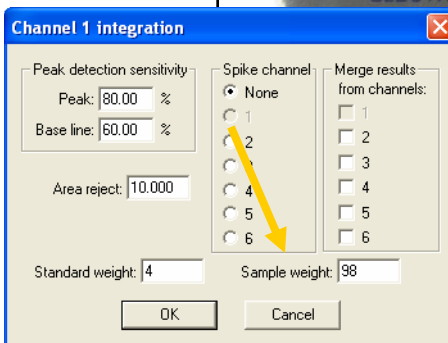 Channel 1 integration
Peak detection sensitivity
Peak: 80.00 %
Base line: 60.00 %
Area reject: 10.000
Spike channel
None
1
2
3
4
5
6
Merge results
from channels:
1
2
3
4
5
6
Standard weight: 4
Sample weight: 98
OK
Cancel